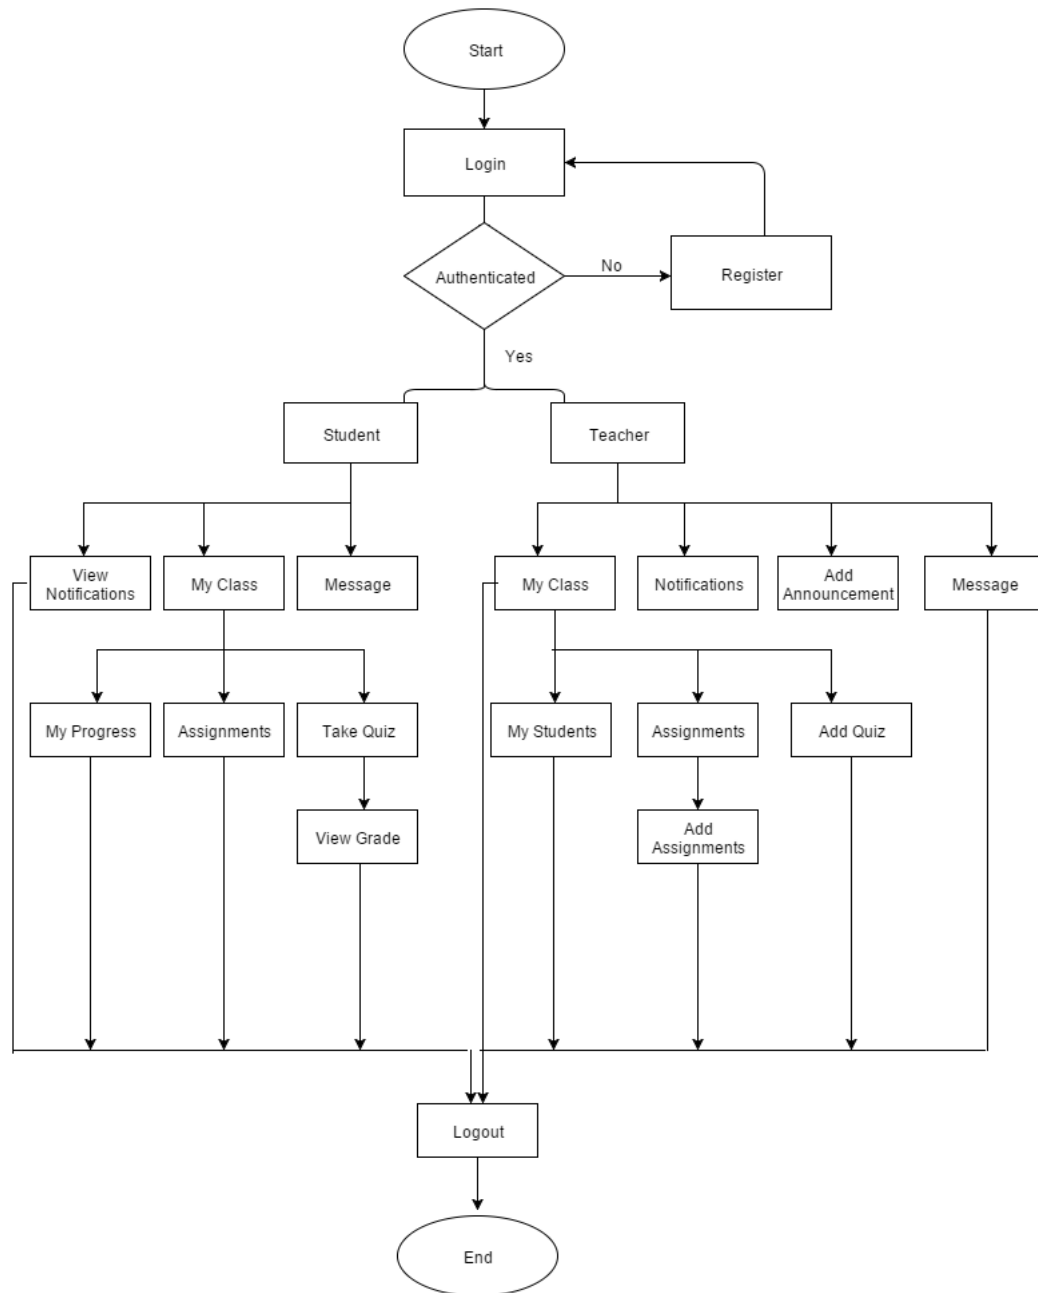 Start
Login
Authenticated
No
Register
Yes
Student
Teacher
View
Notifications
My Class
Message
My Class
Notifications
Add
Announcement
Message
My Progress
Assignments
Take Quiz
My Students
Assignments
Add Quiz
View Grade
Add
Assignments
Logout
End